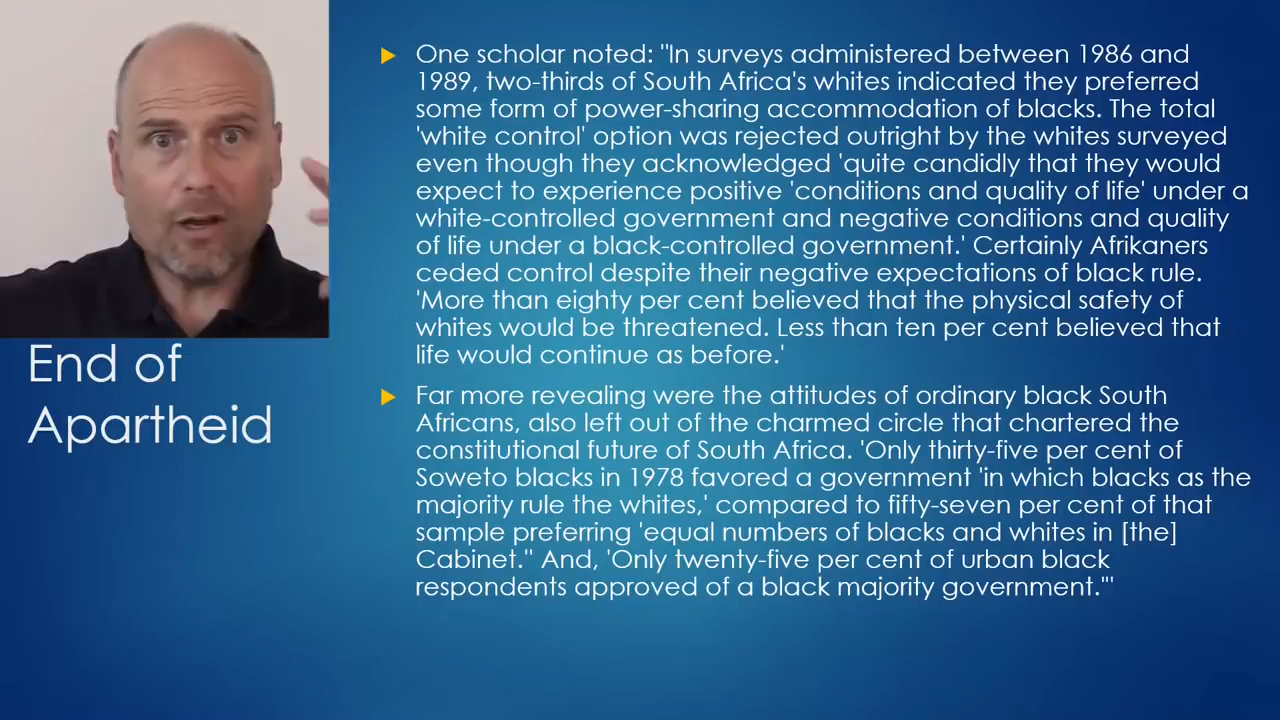 End of
Apartheid
One scholar noted: "In surveys administered between 1986 and
1989, two-thirds of South Africa's whites indicated they preferred
some form of power-sharing accommodation of blacks. The total
'white control' option was rejected outright by the whites surveyed
even though they acknowledged 'quite candidly that they would
expect to experience positive 'conditions and quality of life' under a
white-controlled government and negative conditions and quality
of life under a black-controlled government.' Certainly Afrikaners
ceded control despite their negative expectations of black rule.
'More than eighty per cent believed that the physical safety of
whites would be threatened. Less than ten per cent believed that
life would continue as before.'
Far more revealing were the attitudes of ordinary black South
Africans, also left out of the charmed circle that chartered the
constitutional future of South Africa. 'Only thirty-five per cent of
Soweto blacks in 1978 favored a government 'in which blacks as the
majority rule the whites,' compared to fifty-seven per cent of that
sample preferring 'equal numbers of blacks and whites in [the]
Cabinet." And, 'Only twenty-five per cent of urban black
respondents approved of a black majority government."'